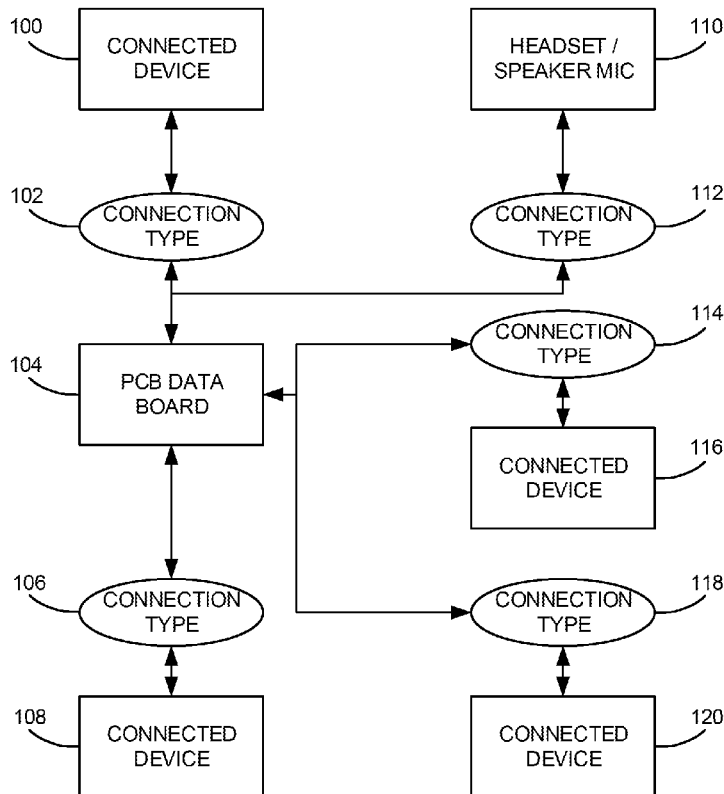 100
CONNECTED
DEVICE
HEADSET /
SPEAKER MIC
110
102
CONNECTION
TYPE
CONNECTION
TYPE
112
CONNECTION
TYPE
114
104
PCB DATA
BOARD
CONNECTED
DEVICE
116
106
CONNECTION
TYPE
CONNECTION
TYPE
118
108
CONNECTED
DEVICE
CONNECTED
DEVICE
120